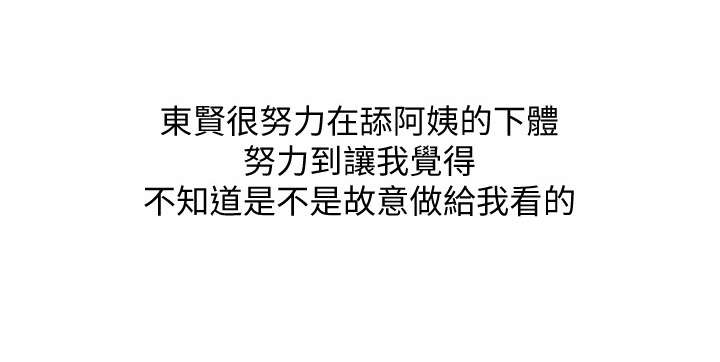 東賢很努力在舔阿姨的下體
努力到讓我覺得
不知道是不是故意做給我看的